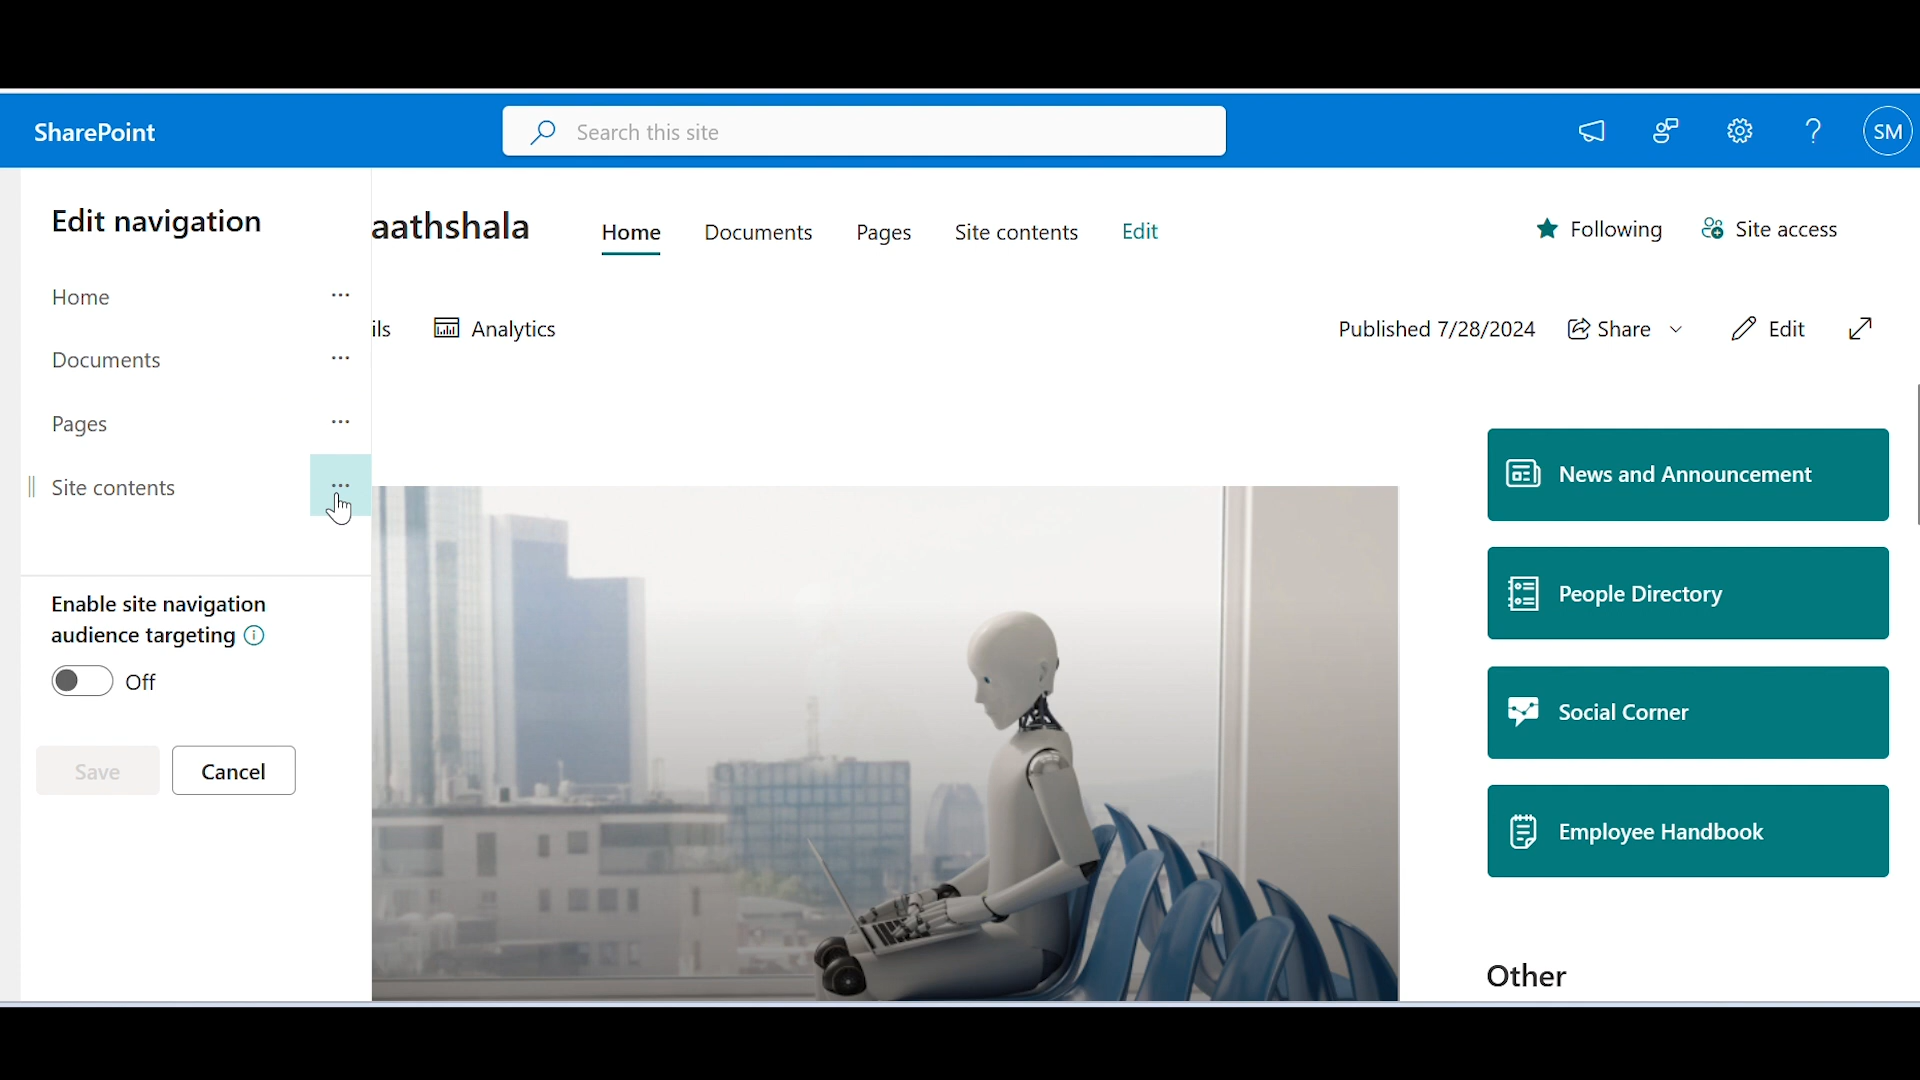 SharePoint
Search this site
SM
Edit navigation
aathshala
Home
Documents
Pages
Site contents
Edit
Following
Site access
Home
···
Documents
···
Pages
···
Site contents
···
ils
Analytics
Published 7/28/2024
Share
Edit
Enable site navigation
audience targeting
Off
Save
Cancel
News and Announcement
People Directory
Social Corner
Employee Handbook
Other